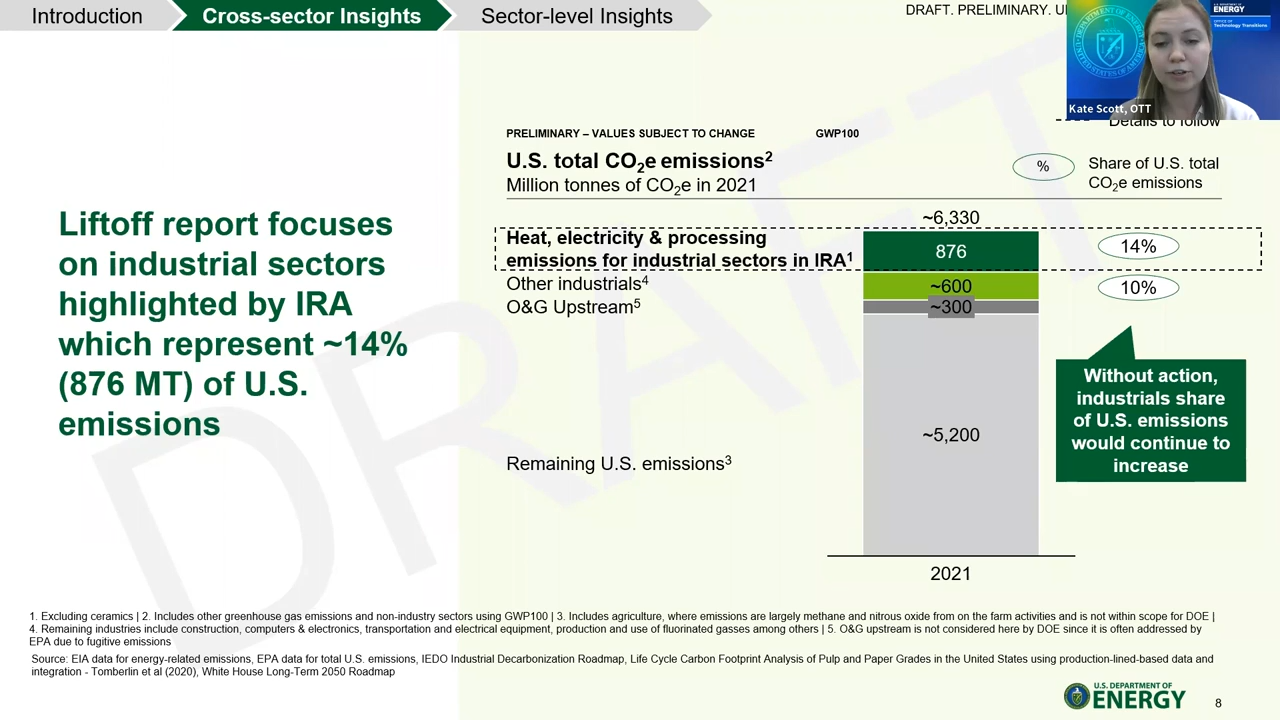 Introduction
Cross-sector Insights
Sector-level Insights
DRAFT. PRELIMINARY.
U.S. DEPARTMENT OF
ENERGY
OFFICE OF
Technology Transitions
Kate Scott, OTT
Details to follow
PRELIMINARY – VALUES SUBJECT TO CHANGE
GWP100
U.S. total CO2e emissions2
Million tonnes of CO2e in 2021
%
Share of U.S. total
CO2e emissions
Liftoff report focuses
on industrial sectors
highlighted by IRA
which represent ~14%
(876 MT) of U.S.
emissions
~6,330
Heat, electricity & processing
emissions for industrial sectors in IRA1
876
14%
Other industrials4
~600
10%
O&G Upstream5
~300
Without action,
industrials share
of U.S. emissions
would continue to
increase
~5,200
Remaining U.S. emissions3
2021
DRAFT
1. Excluding ceramics | 2. Includes other greenhouse gas emissions and non-industry sectors using GWP100 | 3. Includes agriculture, where emissions are largely methane and nitrous oxide from on the farm activities and is not within scope for DOE |
4. Remaining industries include construction, computers & electronics, transportation and electrical equipment, production and use of fluorinated gasses among others | 5. O&G upstream is not considered here by DOE since it is often addressed by
EPA due to fugitive emissions
Source: EIA data for energy-related emissions, EPA data for total U.S. emissions, IEDO Industrial Decarbonization Roadmap, Life Cycle Carbon Footprint Analysis of Pulp and Paper Grades in the United States using production-lined-based data and
integration - Tomberlin et al (2020), White House Long-Term 2050 Roadmap
U.S. DEPARTMENT OF
ENERGY
8